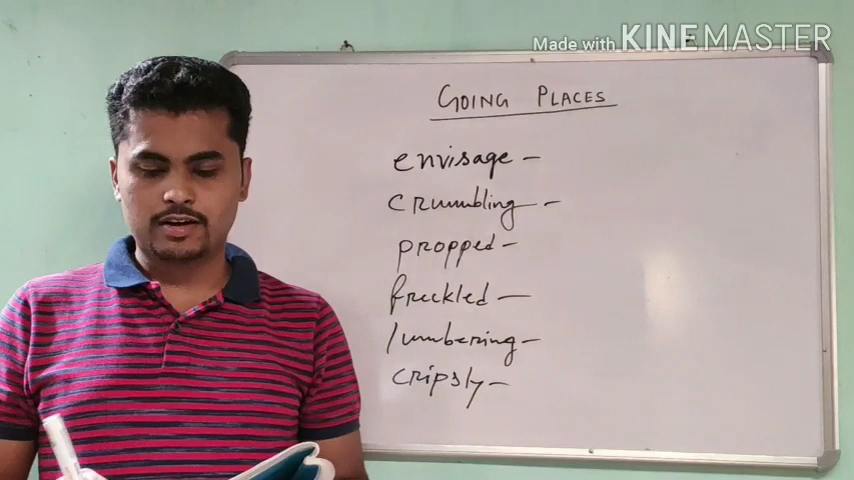 Made with KINEMASTER
GOING PLACES
envisage -
crumbling -
propped -
freckled -
lumbering -
cripsly -